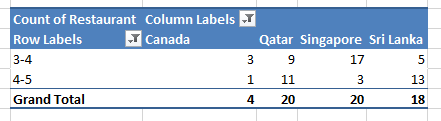 Count of Restaurant Column Labels
Row Labels Canada Qatar Singapore Sri Lanka
3-4 3 9 17 5
4-5 1 11 3 13
Grand Total 4 20 20 18